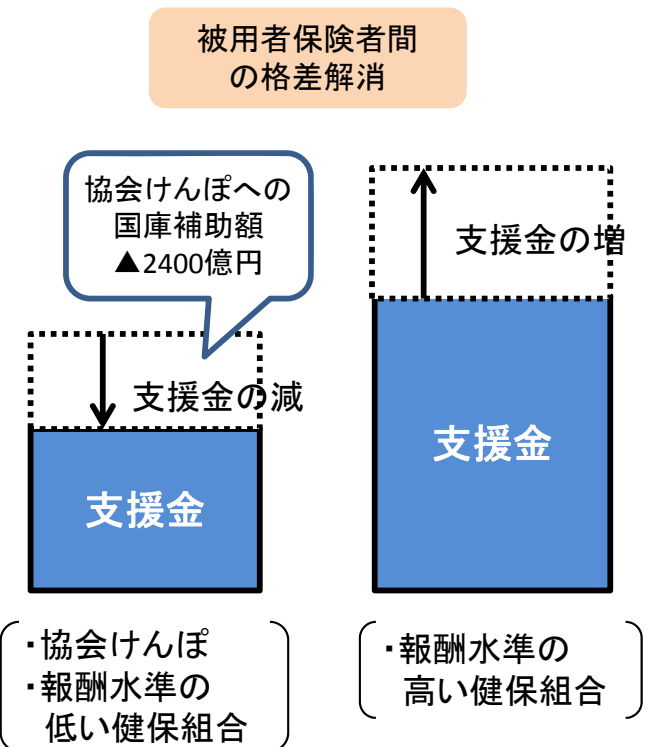 被用者保険者間
の格差解消
協会けんぽへの
国庫補助額
▲2400億円
支援金の増
支援金の減
支援金
支援金
・協会けんぽ
・報酬水準の
低い健保組合
・報酬水準の
高い健保組合